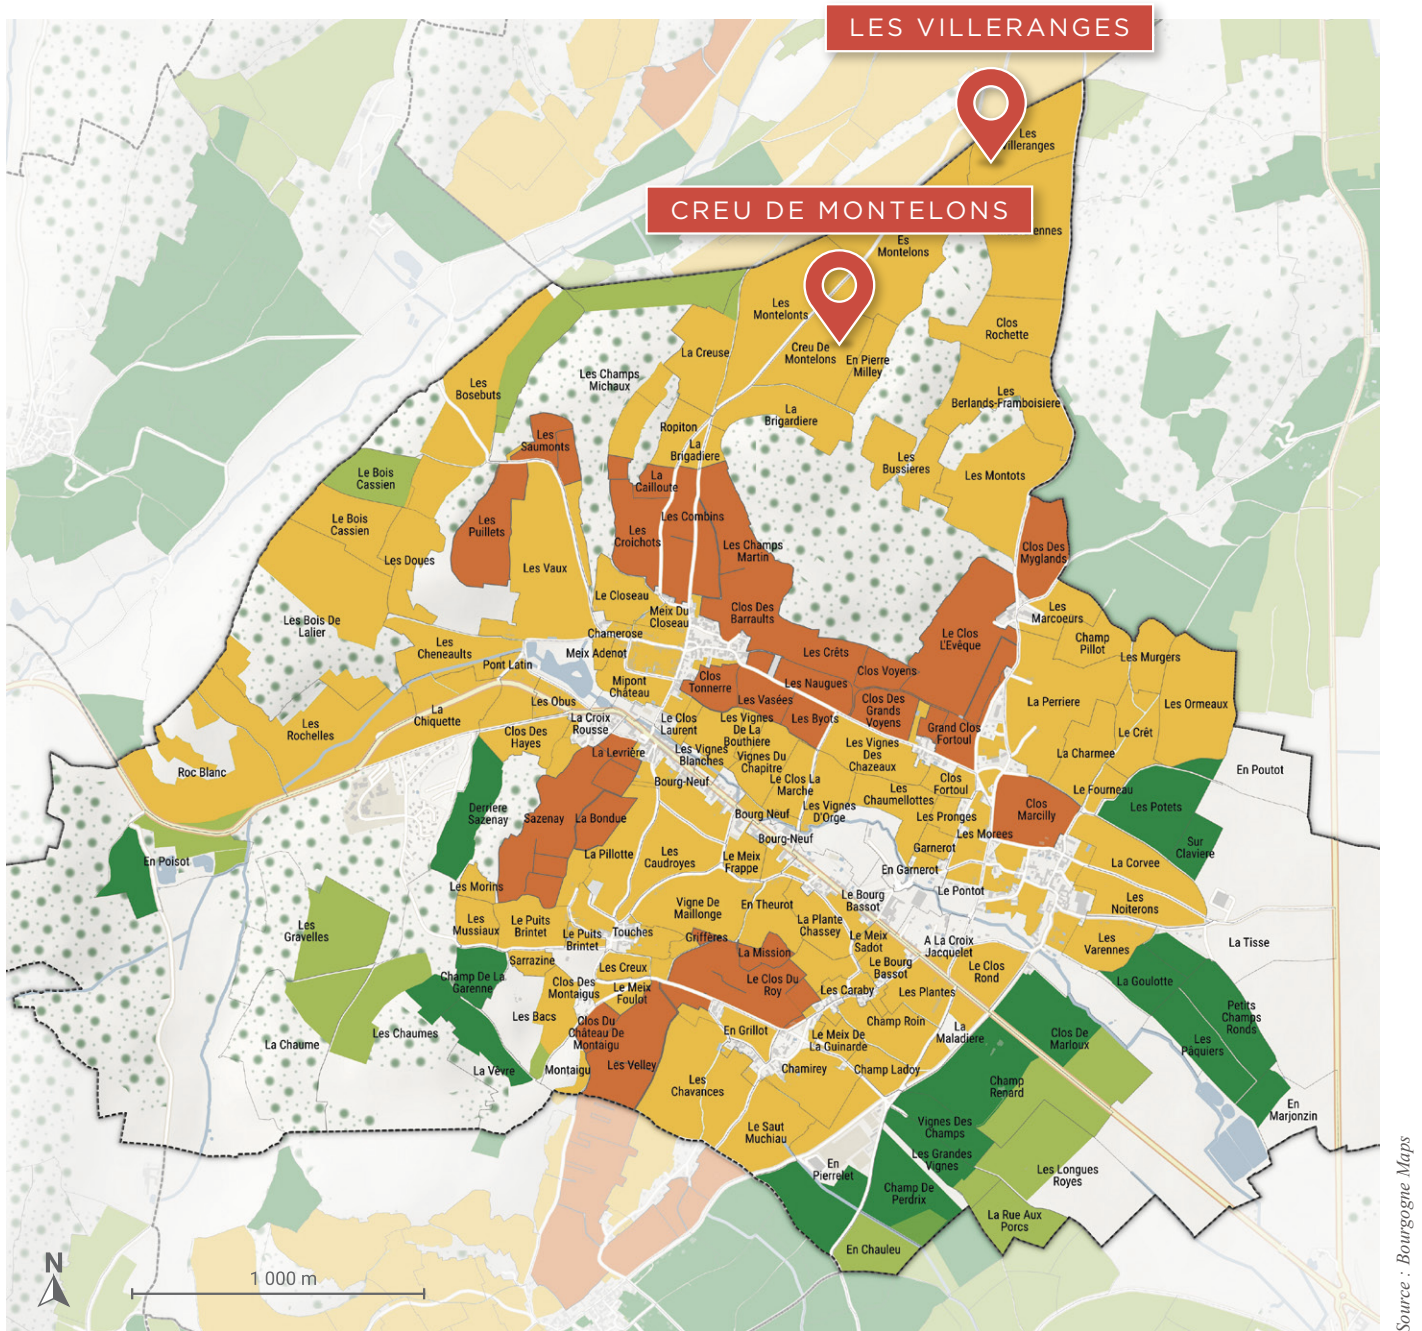 LES VILLERANGES
CREU DE MONTELONS
Les
Villeranges
ennes
Es
Montelons
Les
Montelonts
Creu De
Montelons
En Pierre
Milley
Clos
Rochette
La Creuse
Les Champs
Michaux
Les
Bosebuts
Les
Berlands-Framboisiere
La
Brigardiere
Ropiton
La
Brigadiere
Les
Saumonts
Les
Bussieres
Les Montots
Le Bois
Cassien
La
Cailloute
Le Bois
Cassien
Les
Puillets
Les Combins
Les
Croichots
Les Champs
Martin
Clos Des
Myglands
Les Doues
Les Vaux
Le Closeau
Meix Du
Closeau
Clos Des
Barraults
Les
Marcoeurs
Les Bois De
Lalier
Chamerose
Le Clos
L'Evêque
Champ
Pillot
Les
Cheneaults
Meix Adenot
Les Crêts
Les Murgers
Pont Latin
Clos Voyens
Mipont
Château
Clos
Tonnerre
Les Naugues
Les Obus
Les Vasées
La Perriere
Les Ormeaux
La
Chiquette
Clos Des
Grands
Voyens
Les
Rochelles
La Croix
Rousse
Le Clos
Laurent
Les Vignes
De La
Bouthiere
Les Byots
Grand Clos
Fortoul
Le Crêt
Clos Des
Hayes
La Levrière
Les Vignes
Blanches
Vignes Du
Chapitre
Les Vignes
Des
Chazeaux
La Charmee
Roc Blanc
Bourg-Neuf
Le Clos La
Marche
Clos
Fortoul
En Poutot
Les
Chaumellottes
Le Fourneau
Derriere
Sazenay
Sazenay
La Bondue
Bourg Neuf
Les Vignes
D'Orge
Les Pronges
Clos
Marcilly
Les Potets
Bourg-Neuf
Les Morees
Sur
Claviere
En Poisot
La Pillotte
Les
Caudroyes
Le Meix
Frappe
Garnerot
La Corvee
En Garnerot
Les Morins
Le Pontot
Le Bourg
Bassot
Vigne De
Maillonge
En Theurot
Les
Noiterons
Les
Gravelles
Les
Mussiaux
Le Puits
Brintet
Le Puits
Brintet
Touches
Griffères
La Plante
Chassey
Le Meix
Sadot
A La Croix
Jacquelet
Les
Varennes
La Tisse
La Mission
Sarrazine
Les Creux
Le Bourg
Bassot
Le Clos
Rond
Champ De La
Garenne
Clos Des
Montaigus
Le Meix
Foulot
Le Clos Du
Roy
Les Caraby
Les Plantes
La Goulotte
Les Bacs
Clos Du
Château De
Montaigu
En Grillot
Champ Roin
La
Maladiere
Petits
Champs
Ronds
Les Chaumes
La Chaume
Le Meix De
La Guinarde
Clos De
Marloux
Les
Pâquiers
La Vèvre
Montaigu
Les Velley
Chamirey
Champ Ladoy
Les
Chavances
Champ
Renard
En
Marjonzin
Le Saut
Muchiau
Vignes Des
Champs
Les Grandes
Vignes
En
Pierrelet
Les Longues
Royes
Champ De
Perdrix
La Rue Aux
Porcs
En Chauleu
N
1 000 m
Source : Bourgogne Maps